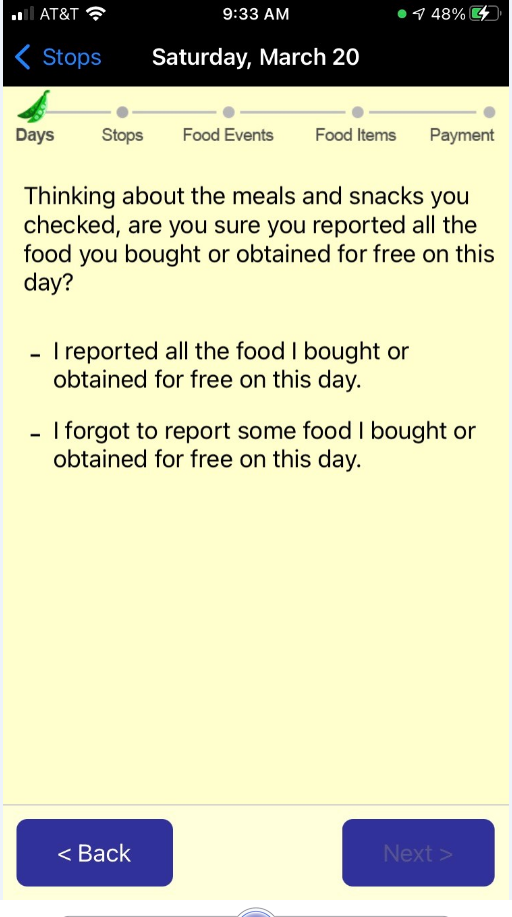 AT&T 9:33 AM 48%
Stops Saturday, March 20
Days Stops Food Events Food Items Payment
Thinking about the meals and snacks you
checked, are you sure you reported all the
food you bought or obtained for free on this
day?
- I reported all the food I bought or
obtained for free on this day.
- I forgot to report some food I bought or
obtained for free on this day.
< Back Next >